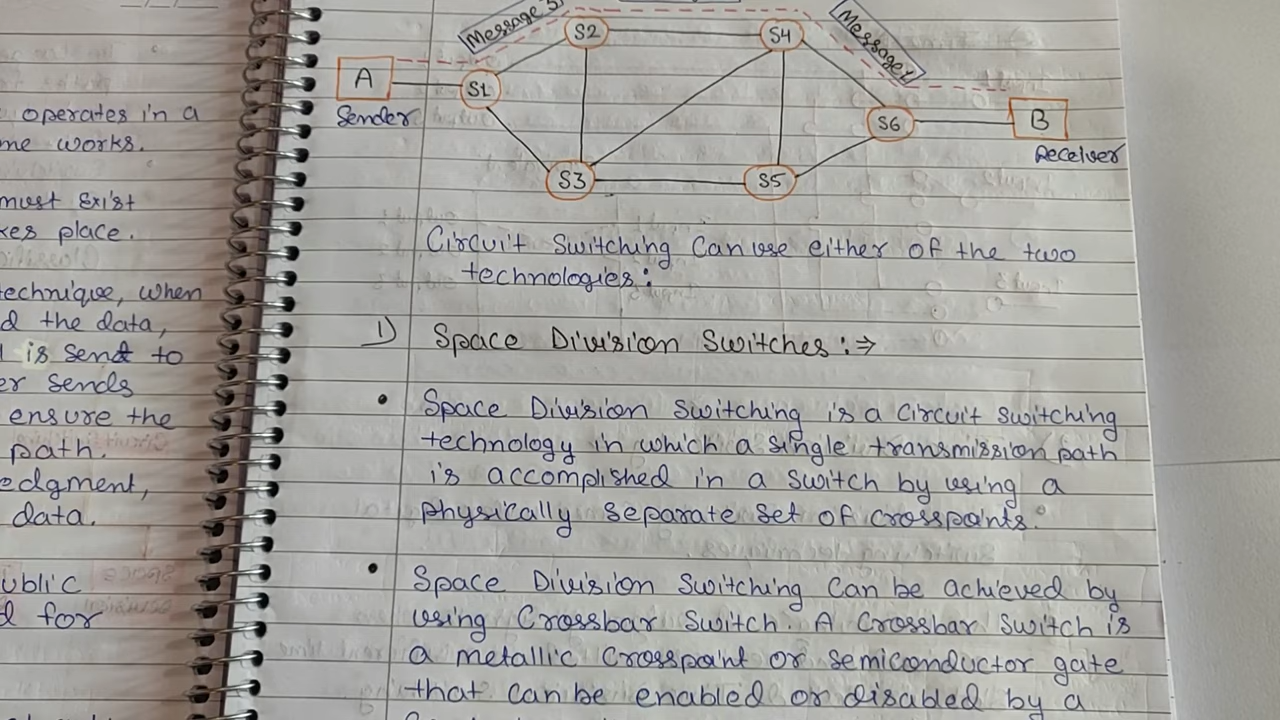 operates in a
me works.
must Exist
kes place.
technique, when
d the data,
l is send to
er sends
ensure the
path.
edgment,
data.
ublic
d for
Message 3
Message 1
A
Sender
S1
S2
S3
S4
S5
S6
B
Receiver
Circuit Switching Can use either of the two
technologies:
1) Space Division Switches :⇒
• Space Division Switching is a Circuit switching
technology in which a single transmission path
is accomplished in a Switch by using a
physically separate set of crosspoints.
• Space Division Switching Can be achieved by
using Crossbar Switch. A Crossbar Switch is
a metallic Crosspoint or semiconductor gate
that can be enabled or disabled by a